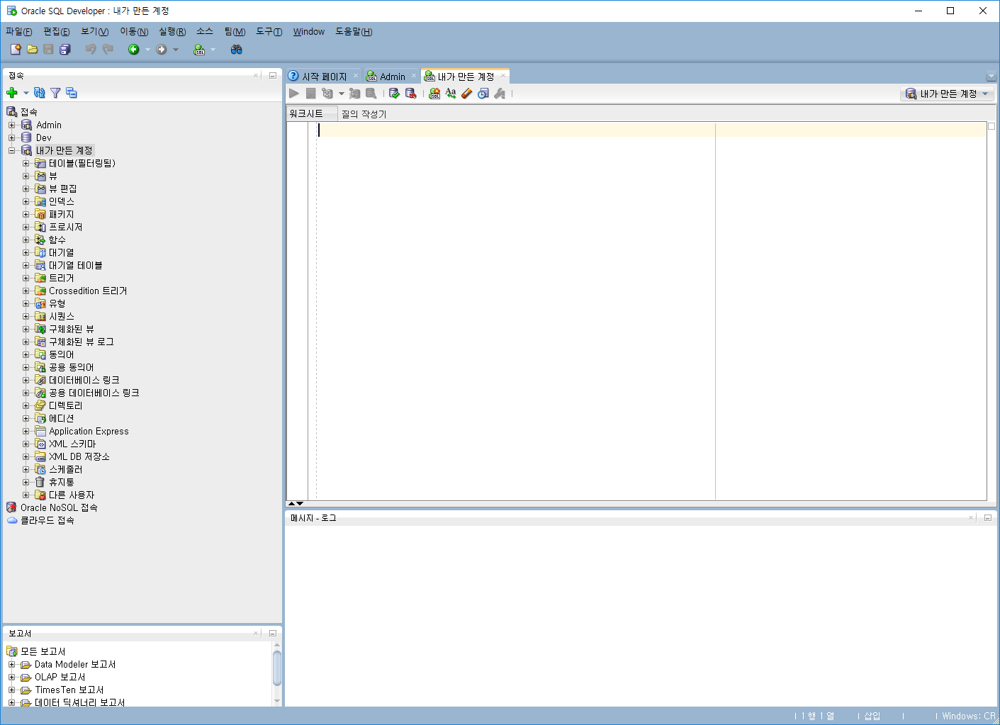 Oracle SQL Developer : 내가 만든 계정
파일(F) 편집(E) 보기(V) 이동(N) 실행(R) 소스 팀(M) 도구(T) Window 도움말(H)
접속
접속
Admin
Dev
내가 만든 계정
테이블(필터링됨)
뷰
뷰 편집
인덱스
패키지
프로시저
함수
대기열
대기열 테이블
트리거
Crossedition 트리거
유형
시퀀스
구체화된 뷰
구체화된 뷰 로그
동의어
공용 동의어
데이터베이스 링크
공용 데이터베이스 링크
디렉토리
에디션
Application Express
XML 스키마
XML DB 저장소
스케줄러
휴지통
다른 사용자
Oracle NoSQL 접속
클라우드 접속
보고서
모든 보고서
Data Modeler 보고서
OLAP 보고서
TimesTen 보고서
데이터 딕셔너리 보고서
시작 페이지 Admin 내가 만든 계정
내가 만든 계정
워크시트 질의 작성기
메시지 - 로그
1 행 1 열 삽입 Windows: CR